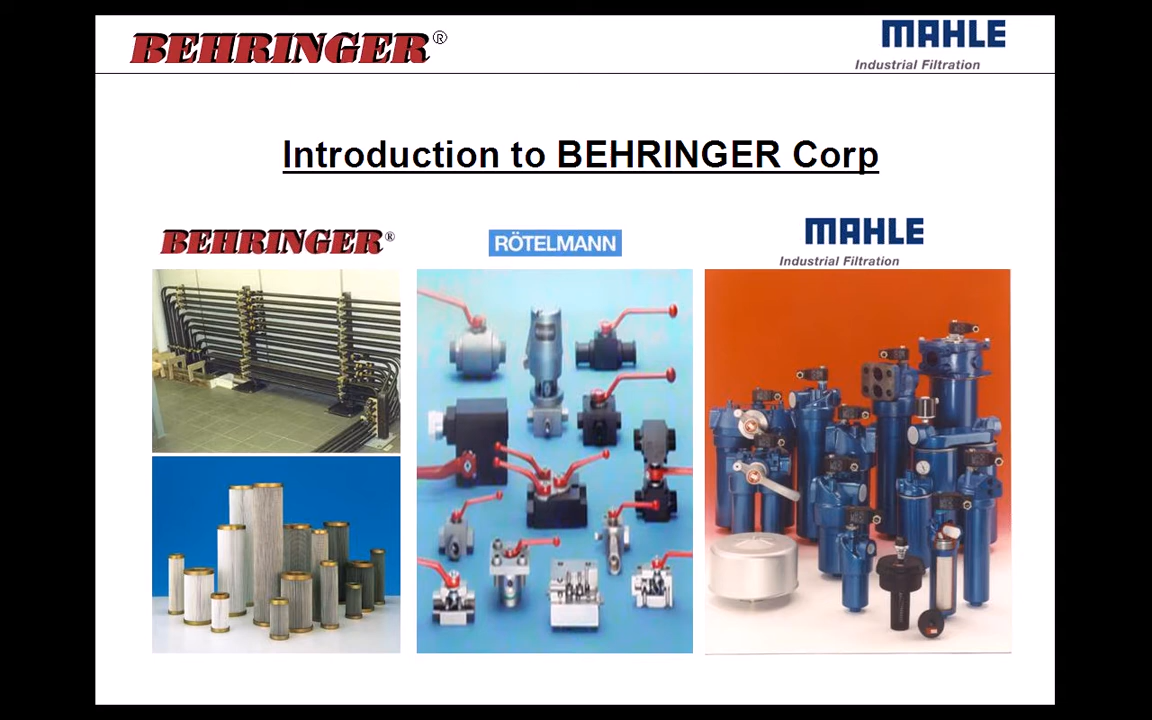 BEHRINGER®
MAHLE
Industrial Filtration
Introduction to BEHRINGER Corp
BEHRINGER®
RÖTELMANN
MAHLE
Industrial Filtration